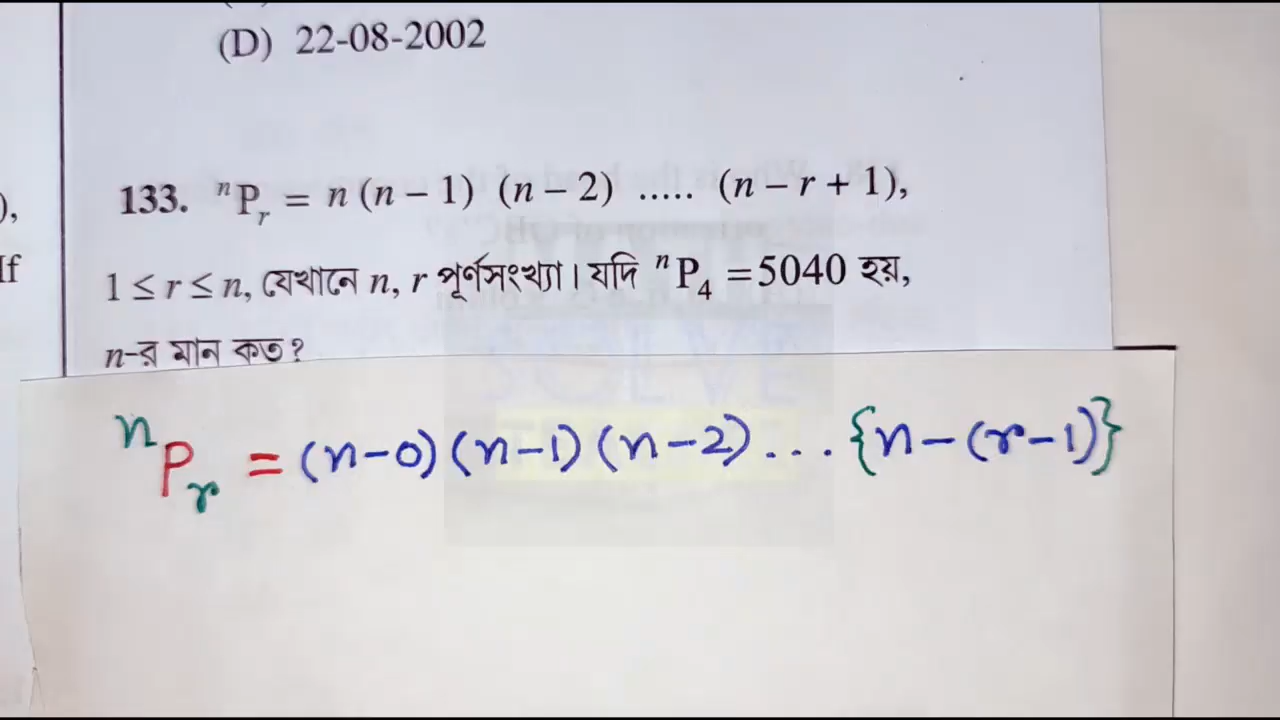 (D) 22-08-2002
133. ⁿPᵣ = n (n – 1) (n – 2) ..... (n – r + 1),
),
If
1 ≤ r ≤ n, যেখানে n, r পূর্ণসংখ্যা। যদি ⁿP₄ = 5040 হয়,
n-র মান কত?
ⁿPᵣ = (n-0) (n-1) (n-2) ... {n-(r-1)}